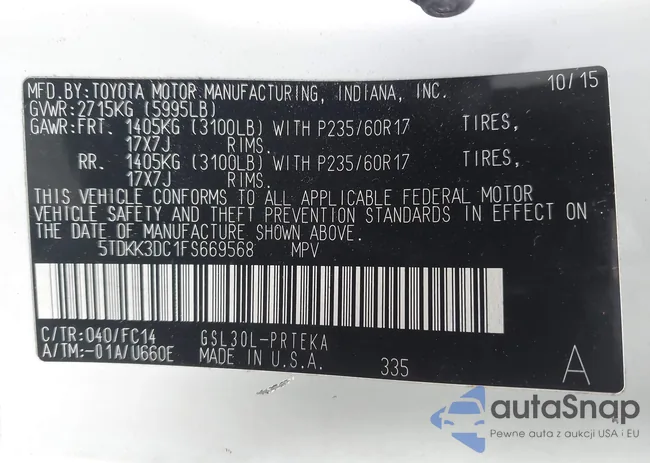 MFD.BY:TOYOTA MOTOR MANUFACTURING, INDIANA, INC. 10/15
GVWR:2715KG (5995LB)
GAWR:FRT. 1405KG (3100LB) WITH P235/60R17 TIRES,
17X7J RIMS.
RR. 1405KG (3100LB) WITH P235/60R17 TIRES,
17X7J RIMS.
THIS VEHICLE CONFORMS TO ALL APPLICABLE FEDERAL MOTOR
VEHICLE SAFETY AND THEFT PREVENTION STANDARDS IN EFFECT ON
THE DATE OF MANUFACTURE SHOWN ABOVE.
5TDKK3DC1FS669568 MPV
C/TR:040/FC14 GSL30L-PRTEKA
A/TM:-01A/U660E MADE IN U.S.A. 335 A
autaSnap
Pewne auta z aukcji USA i EU